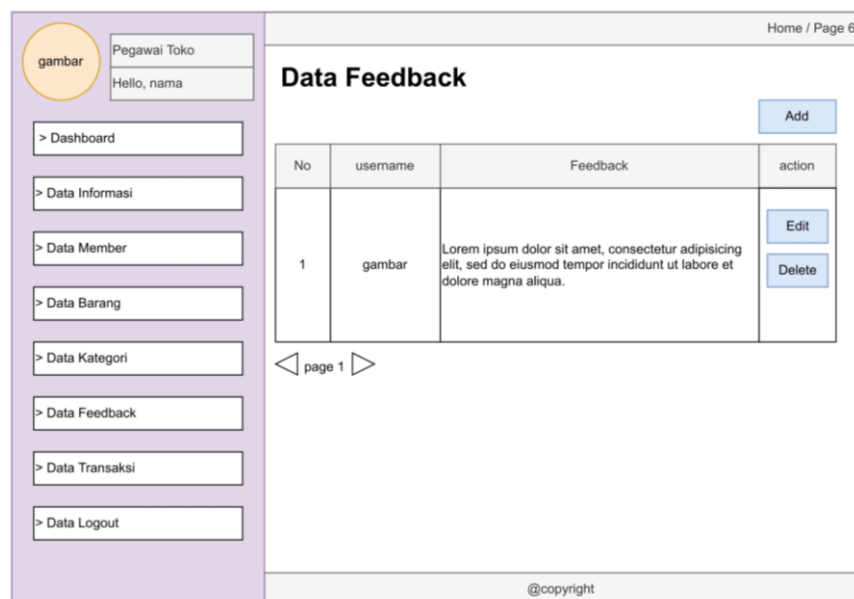 Home / Page 6
gambar
Pegawai Toko
Hello, nama
> Dashboard
> Data Informasi
> Data Member
> Data Barang
> Data Kategori
> Data Feedback
> Data Transaksi
> Data Logout
Data Feedback
Add
No username Feedback action
1 gambar
Lorem ipsum dolor sit amet, consectetur adipisicing
elit, sed do eiusmod tempor incididunt ut labore et
dolore magna aliqua.
Edit
Delete
page 1
@copyright